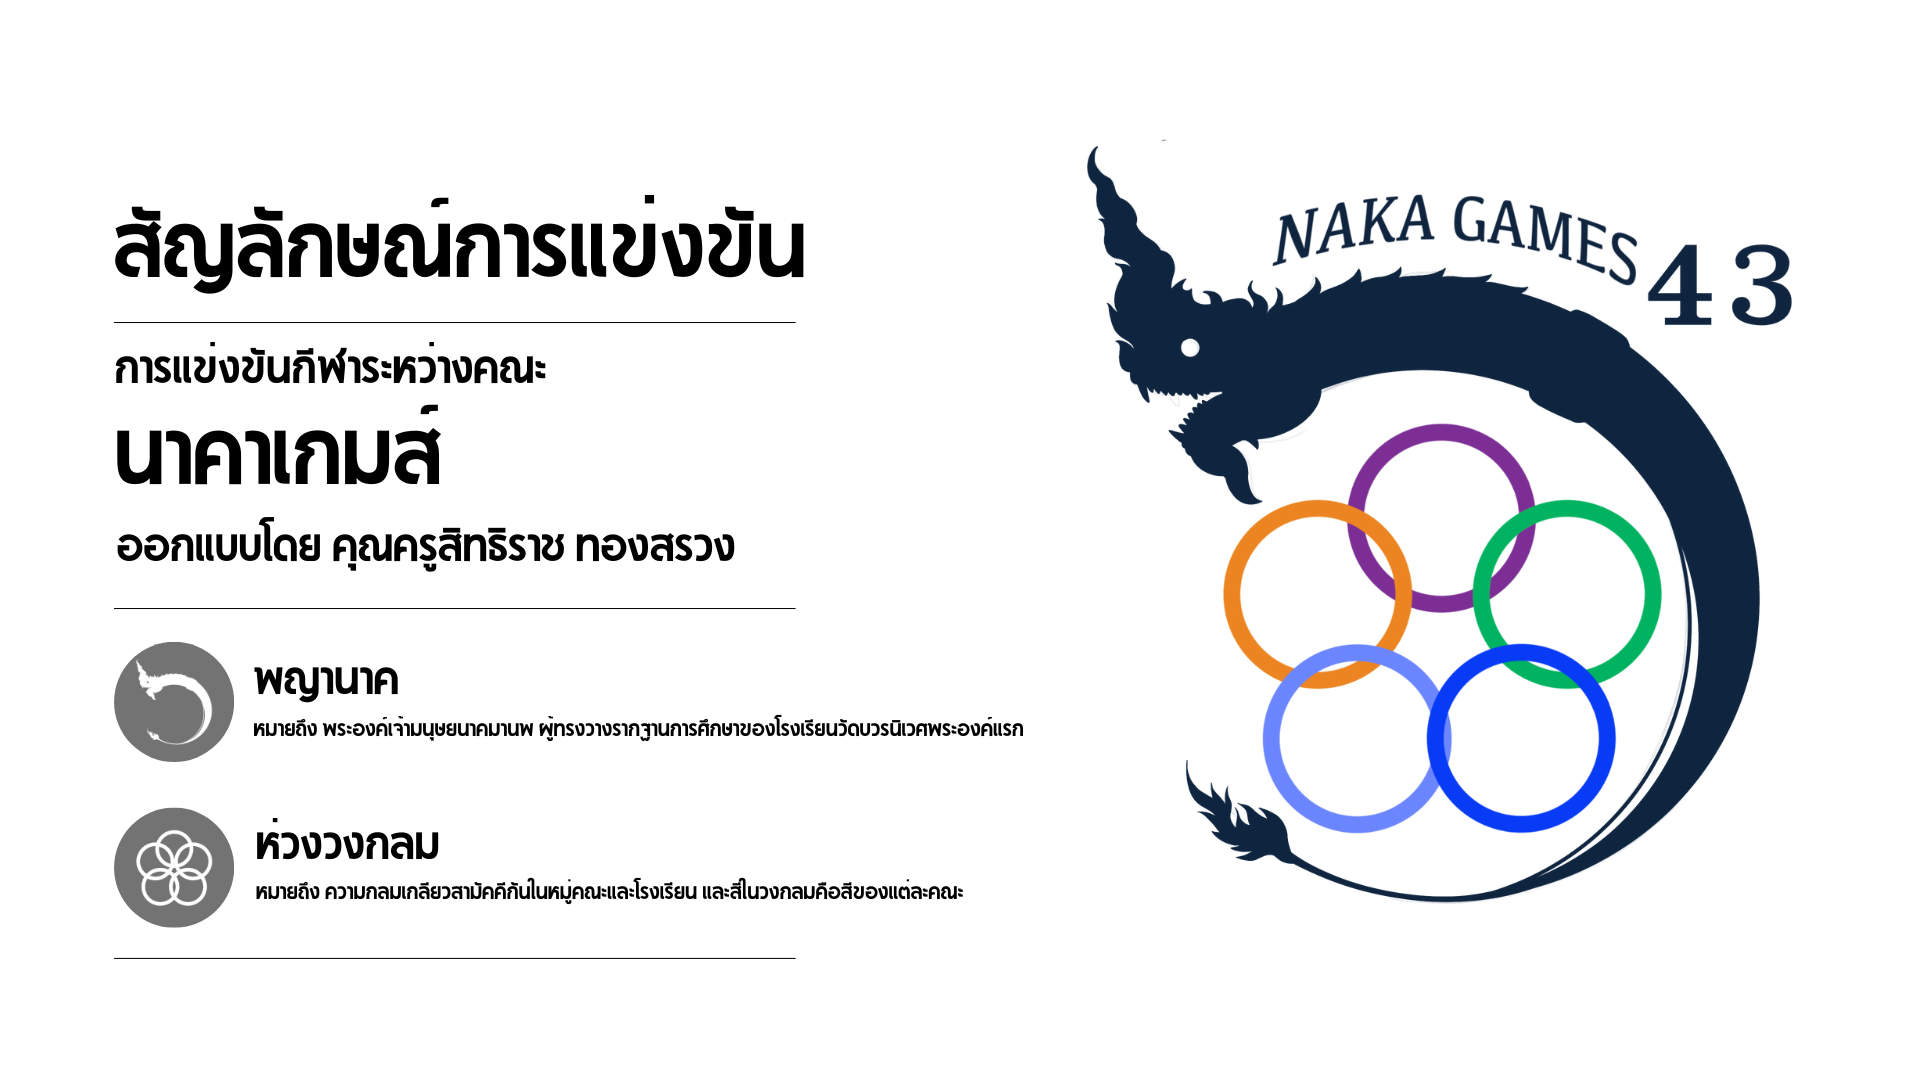 สัญลักษณ์การแข่งขัน
การแข่งขันกีฬาระหว่างคณะ
นาคาเกมส์
ออกแบบโดย คุณครูสิทธิราช ทองสรวง
พญานาค
หมายถึง พระองค์เจ้ามนุษยนาคมานพ ผู้ทรงวางรากฐานการศึกษาของโรงเรียนวัดบวรนิเวศพระองค์แรก
ห่วงวงกลม
หมายถึง ความกลมเกลียวสามัคคีกันในหมู่คณะและโรงเรียน และสีในวงกลมคือสีของแต่ละคณะ
NAKA GAMES 43